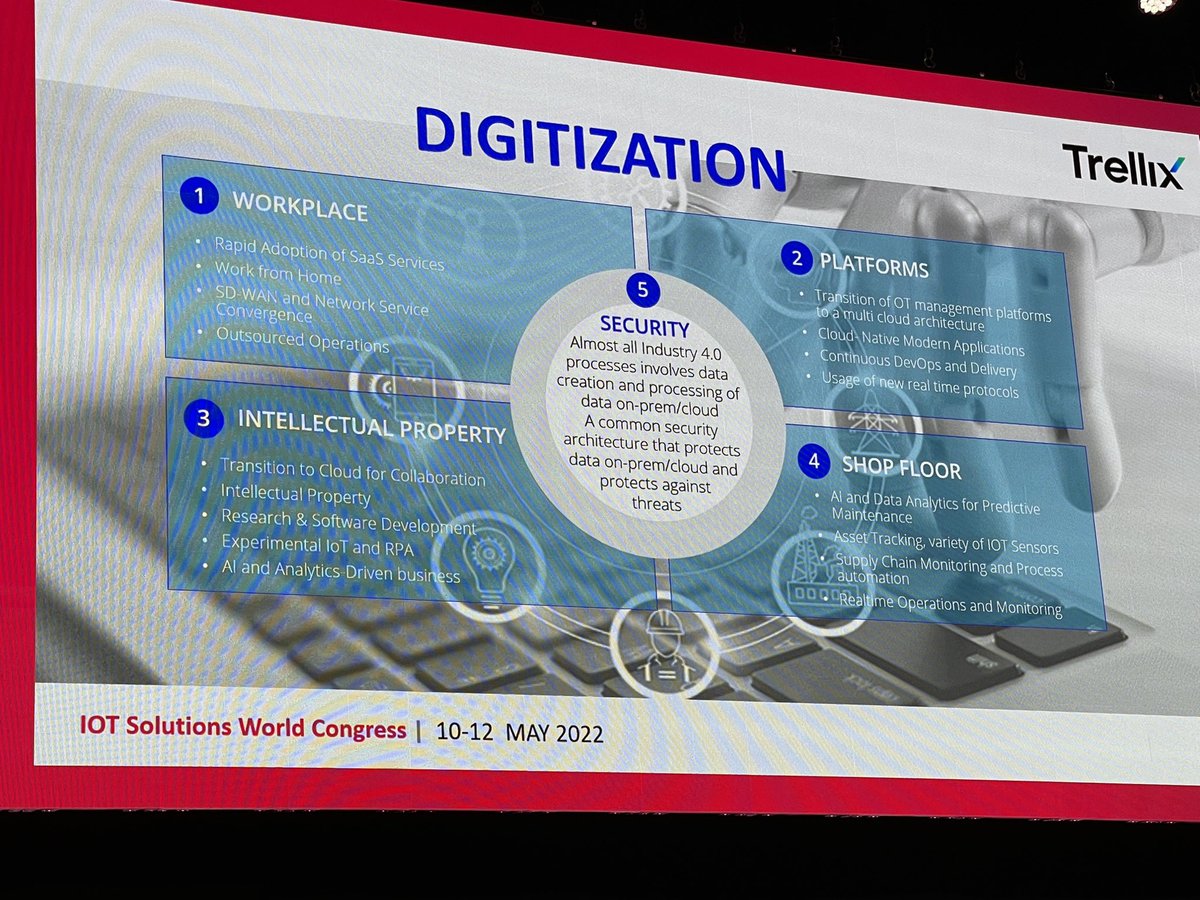 DIGITIZATION
Trellix
1 WORKPLACE
• Rapid Adoption of SaaS Services
• Work from Home
• SD-WAN and Network Service
Convergence
• Outsourced Operations
2 PLATFORMS
• Transition of OT management platforms
to a multi cloud architecture
• Cloud- Native Modern Applications
• Continuous DevOps and Delivery
• Usage of new real time protocols
5
SECURITY
Almost all Industry 4.0
processes involves data
creation and processing of
data on-prem/cloud
A common security
architecture that protects
data on-prem/cloud and
protects against
threats
3 INTELLECTUAL PROPERTY
• Transition to Cloud for Collaboration
• Intellectual Property
• Research & Software Development
• Experimental IoT and RPA
• AI and Analytics-Driven business
4 SHOP FLOOR
• AI and Data Analytics for Predictive
Maintenance
• Asset Tracking, variety of IOT Sensors
• Supply Chain Monitoring and Process
automation
• Realtime Operations and Monitoring
IOT Solutions World Congress | 10-12 MAY 2022